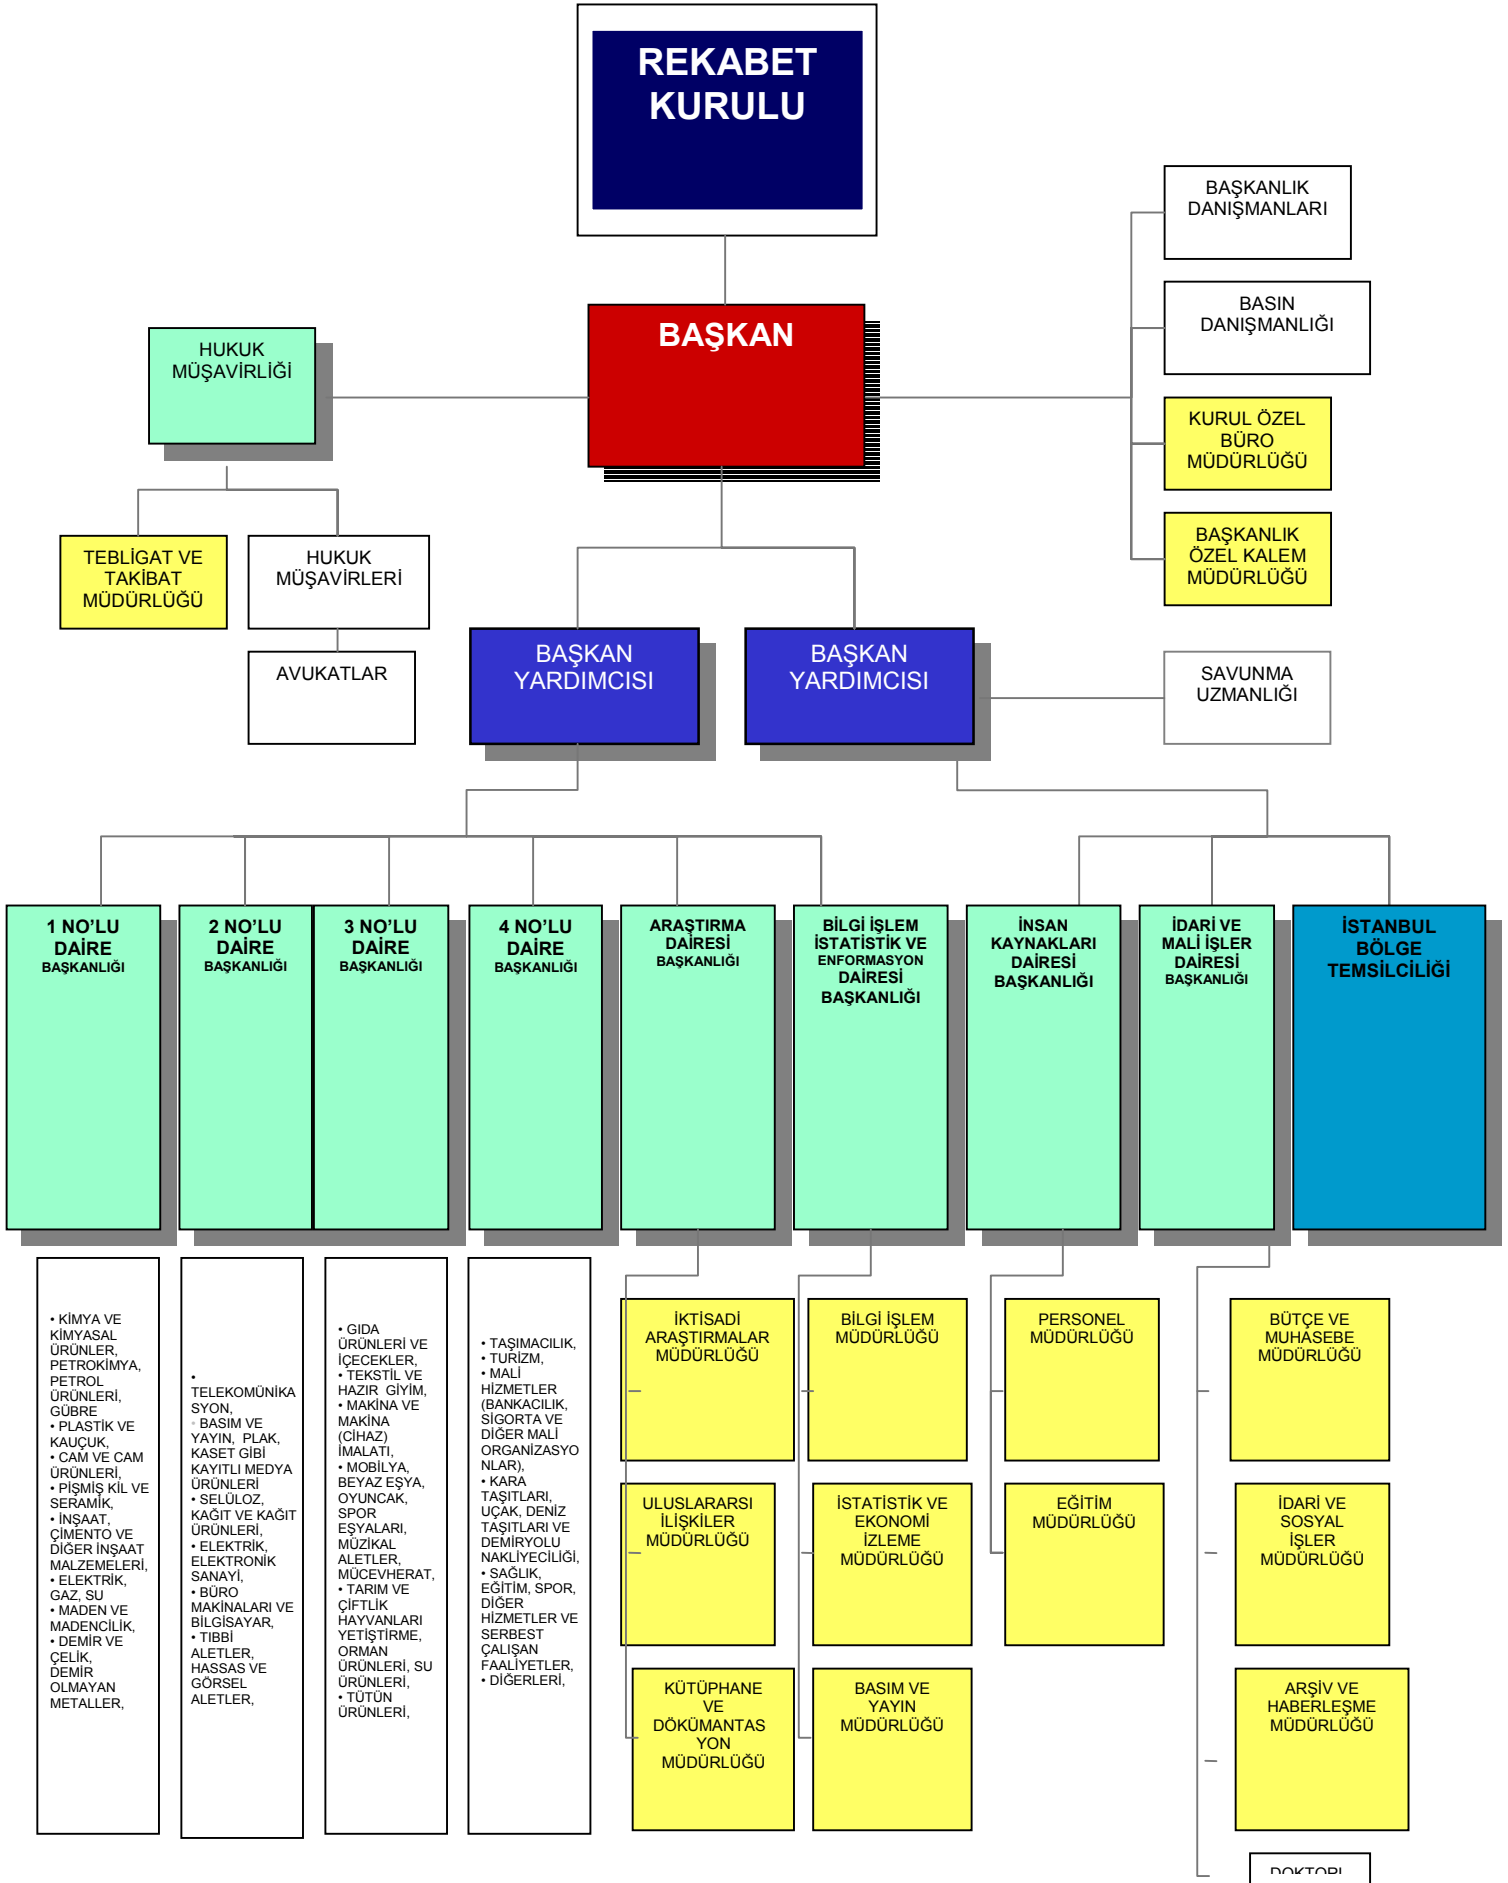 REKABET
KURULU
BAŞKANLIK
DANIŞMANLARI
BASIN
DANIŞMANLIĞI
BAŞKAN
HUKUK
MÜŞAVİRLİĞİ
KURUL ÖZEL
BÜRO
MÜDÜRLÜĞÜ
BAŞKANLIK
ÖZEL KALEM
MÜDÜRLÜĞÜ
TEBLİGAT VE
TAKİBAT
MÜDÜRLÜĞÜ
HUKUK
MÜŞAVİRLERİ
AVUKATLAR
BAŞKAN
YARDIMCISI
BAŞKAN
YARDIMCISI
SAVUNMA
UZMANLIĞI
1 NO’LU
DAİRE
BAŞKANLIĞI
2 NO’LU
DAİRE
BAŞKANLIĞI
3 NO’LU
DAİRE
BAŞKANLIĞI
4 NO’LU
DAİRE
BAŞKANLIĞI
ARAŞTIRMA
DAİRESİ
BAŞKANLIĞI
BİLGİ İŞLEM
İSTATİSTİK VE
ENFORMASYON
DAİRESİ
BAŞKANLIĞI
İNSAN
KAYNAKLARI
DAİRESİ
BAŞKANLIĞI
İDARİ VE
MALİ İŞLER
DAİRESİ
BAŞKANLIĞI
İSTANBUL
BÖLGE
TEMSİLCİLİĞİ
• KİMYA VE
KİMYASAL
ÜRÜNLER,
PETROKİMYA,
PETROL
ÜRÜNLERİ,
GÜBRE
• PLASTİK VE
KAUÇUK,
• CAM VE CAM
ÜRÜNLERİ,
• PİŞMİŞ KİL VE
SERAMİK,
• İNŞAAT,
ÇİMENTO VE
DİĞER İNŞAAT
MALZEMELERİ,
• ELEKTRİK,
GAZ, SU
• MADEN VE
MADENCİLİK,
• DEMİR VE
ÇELİK,
DEMİR
OLMAYAN
METALLER,
•
TELEKOMÜNİKA
SYON,
• BASIM VE
YAYIN, PLAK,
KASET GİBİ
KAYITLI MEDYA
ÜRÜNLERİ
• SELÜLOZ,
KAĞIT VE KAĞIT
ÜRÜNLERİ,
• ELEKTRİK,
ELEKTRONİK
SANAYİ,
• BÜRO
MAKİNALARI VE
BİLGİSAYAR,
• TIBBİ
ALETLER,
HASSAS VE
GÖRSEL
ALETLER,
• GIDA
ÜRÜNLERİ VE
İÇECEKLER,
• TEKSTİL VE
HAZIR GİYİM,
• MAKİNA VE
MAKİNA
(CİHAZ)
İMALATI,
• MOBİLYA,
BEYAZ EŞYA,
OYUNCAK,
SPOR
EŞYALARI,
MÜZİKAL
ALETLER,
MÜCEVHERAT,
• TARIM VE
ÇİFTLİK
HAYVANLARI
YETİŞTİRME,
ORMAN
ÜRÜNLERİ, SU
ÜRÜNLERİ,
• TÜTÜN
ÜRÜNLERİ,
• TAŞIMACILIK,
• TURİZM,
• MALİ
HİZMETLER
(BANKACILIK,
SİGORTA VE
DİĞER MALİ
ORGANİZASYO
NLAR),
• KARA
TAŞITLARI,
UÇAK, DENİZ
TAŞITLARI VE
DEMİRYOLU
NAKLİYECİLİĞİ,
• SAĞLIK,
EĞİTİM, SPOR,
DİĞER
HİZMETLER VE
SERBEST
ÇALIŞAN
FAALİYETLER,
• DİĞERLERİ,
İKTİSADİ
ARAŞTIRMALAR
MÜDÜRLÜĞÜ
ULUSLARARSI
İLİŞKİLER
MÜDÜRLÜĞÜ
KÜTÜPHANE
VE
DÖKÜMANTAS
YON
MÜDÜRLÜĞÜ
BİLGİ İŞLEM
MÜDÜRLÜĞÜ
İSTATİSTİK VE
EKONOMİ
İZLEME
MÜDÜRLÜĞÜ
BASIM VE
YAYIN
MÜDÜRLÜĞÜ
PERSONEL
MÜDÜRLÜĞÜ
EĞİTİM
MÜDÜRLÜĞÜ
BÜTÇE VE
MUHASEBE
MÜDÜRLÜĞÜ
İDARİ VE
SOSYAL
İŞLER
MÜDÜRLÜĞÜ
ARŞİV VE
HABERLEŞME
MÜDÜRLÜĞÜ